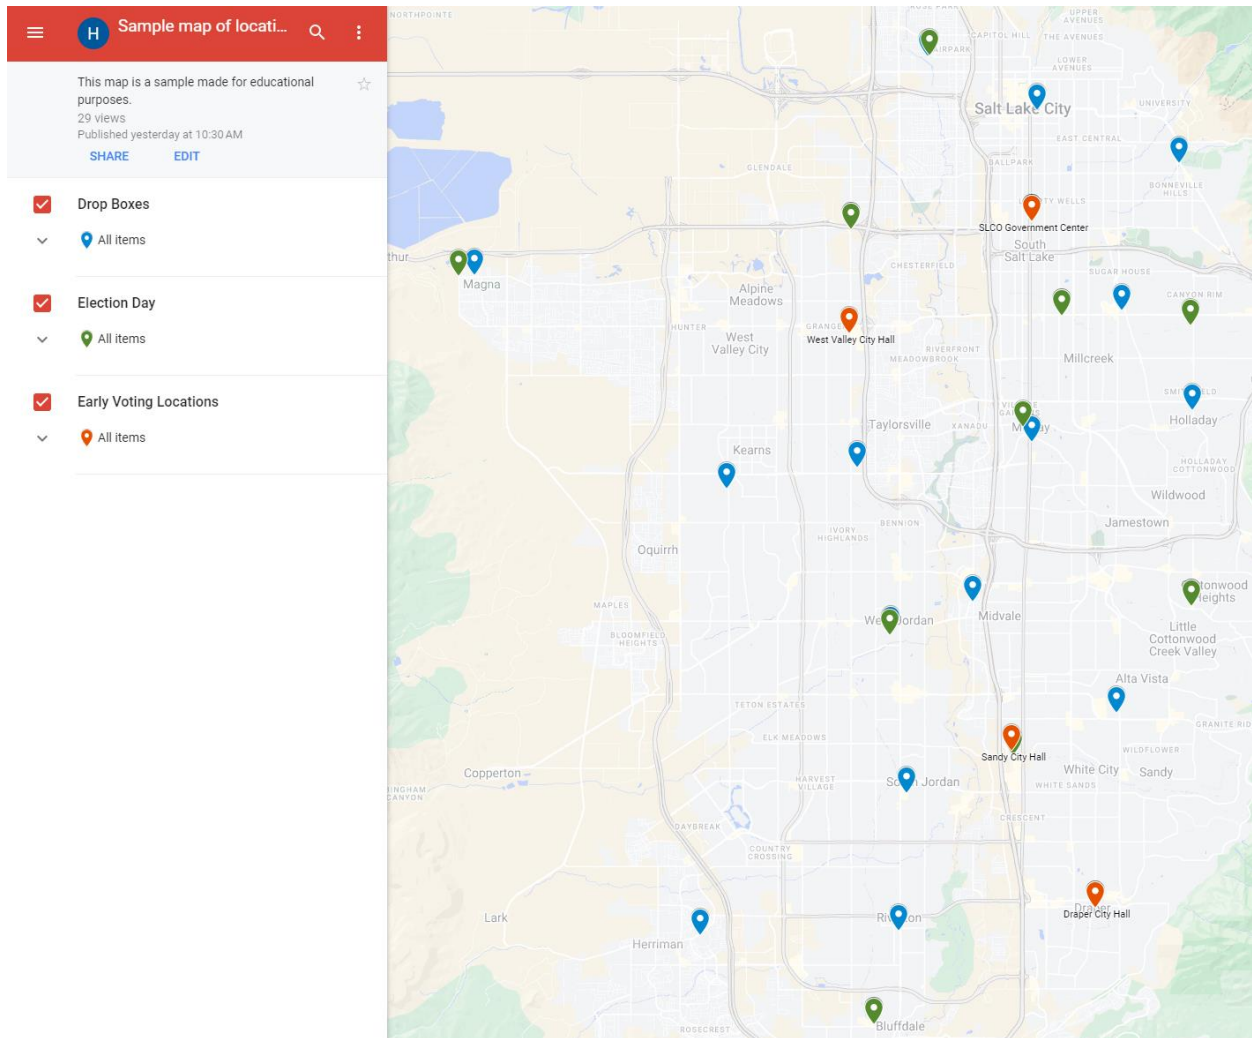 H
Sample map of locati...
This map is a sample made for educational
purposes.
29 views
Published yesterday at 10:30 AM
SHARE EDIT
Drop Boxes
All items
Election Day
All items
Early Voting Locations
All items
NORTHPOINTE
UPPER
AVENUES
CAPITOL HILL
THE AVENUES
LOWER
AVENUES
Salt Lake City
UNIVERSITY
EAST CENTRAL
GLENDALE
BALLPARK
BONNEVILLE
HILLS
SLCO Government Center
South
Salt Lake
CHESTERFIELD
SUGAR HOUSE
Magna
Alpine
Meadows
CANYON RIM
HUNTER
West
Valley City
West Valley City Hall
RIVERFRONT
MEADOWBROOK
Millcreek
Holladay
Taylorsville
XANADU
Kearns
HOLLADAY
COTTONWOOD
Wildwood
Jamestown
BENNION
IVORY
HIGHLANDS
Oquirrh
MAPLES
Midvale
BLOOMFIELD
HEIGHTS
Little
Cottonwood
Creek Valley
Alta Vista
TETON ESTATES
GRANITE RID
ELK MEADOWS
WILDFLOWER
Sandy City Hall
White City
Sandy
WHITE SANDS
Copperton
HARVEST
VILLAGE
Jordan
CRESCENT
DAYBREAK
COUNTRY
CROSSING
Draper City Hall
Lark
Herriman
Bluffdale
ROSECREST